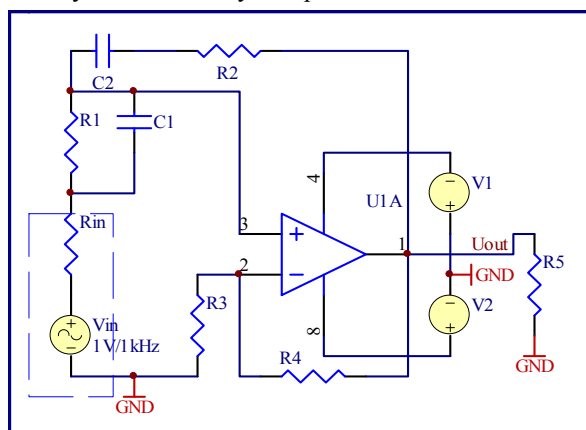 C2
R2
R1
C1
4
V1
U1A
Rin
3
1
Uout
R5
2
GND
R3
8
V2
Vin
1V/1kHz
R4
GND
GND